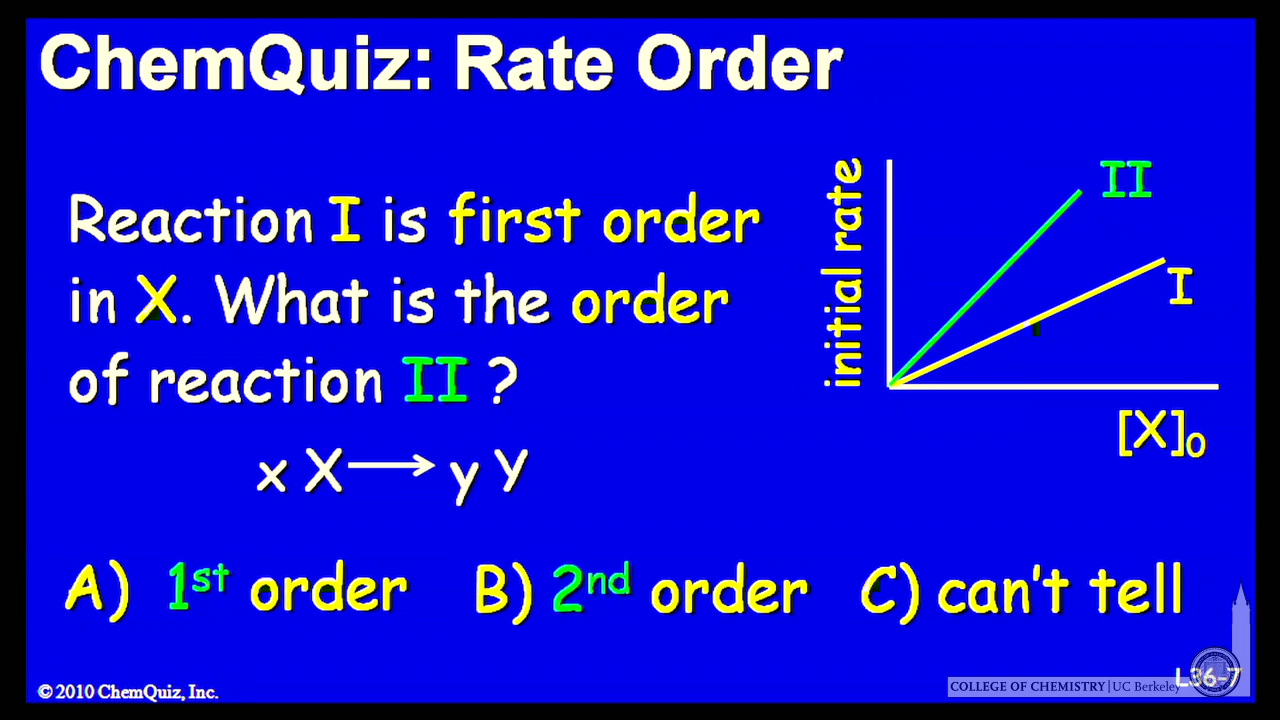 ChemQuiz: Rate Order
Reaction I is first order
in X. What is the order
of reaction II ?
x X → y Y
initial rate
II
I
[X]₀
A) 1st order B) 2nd order C) can't tell
© 2010 ChemQuiz, Inc.
COLLEGE OF CHEMISTRY | UC Berkeley
L36-7